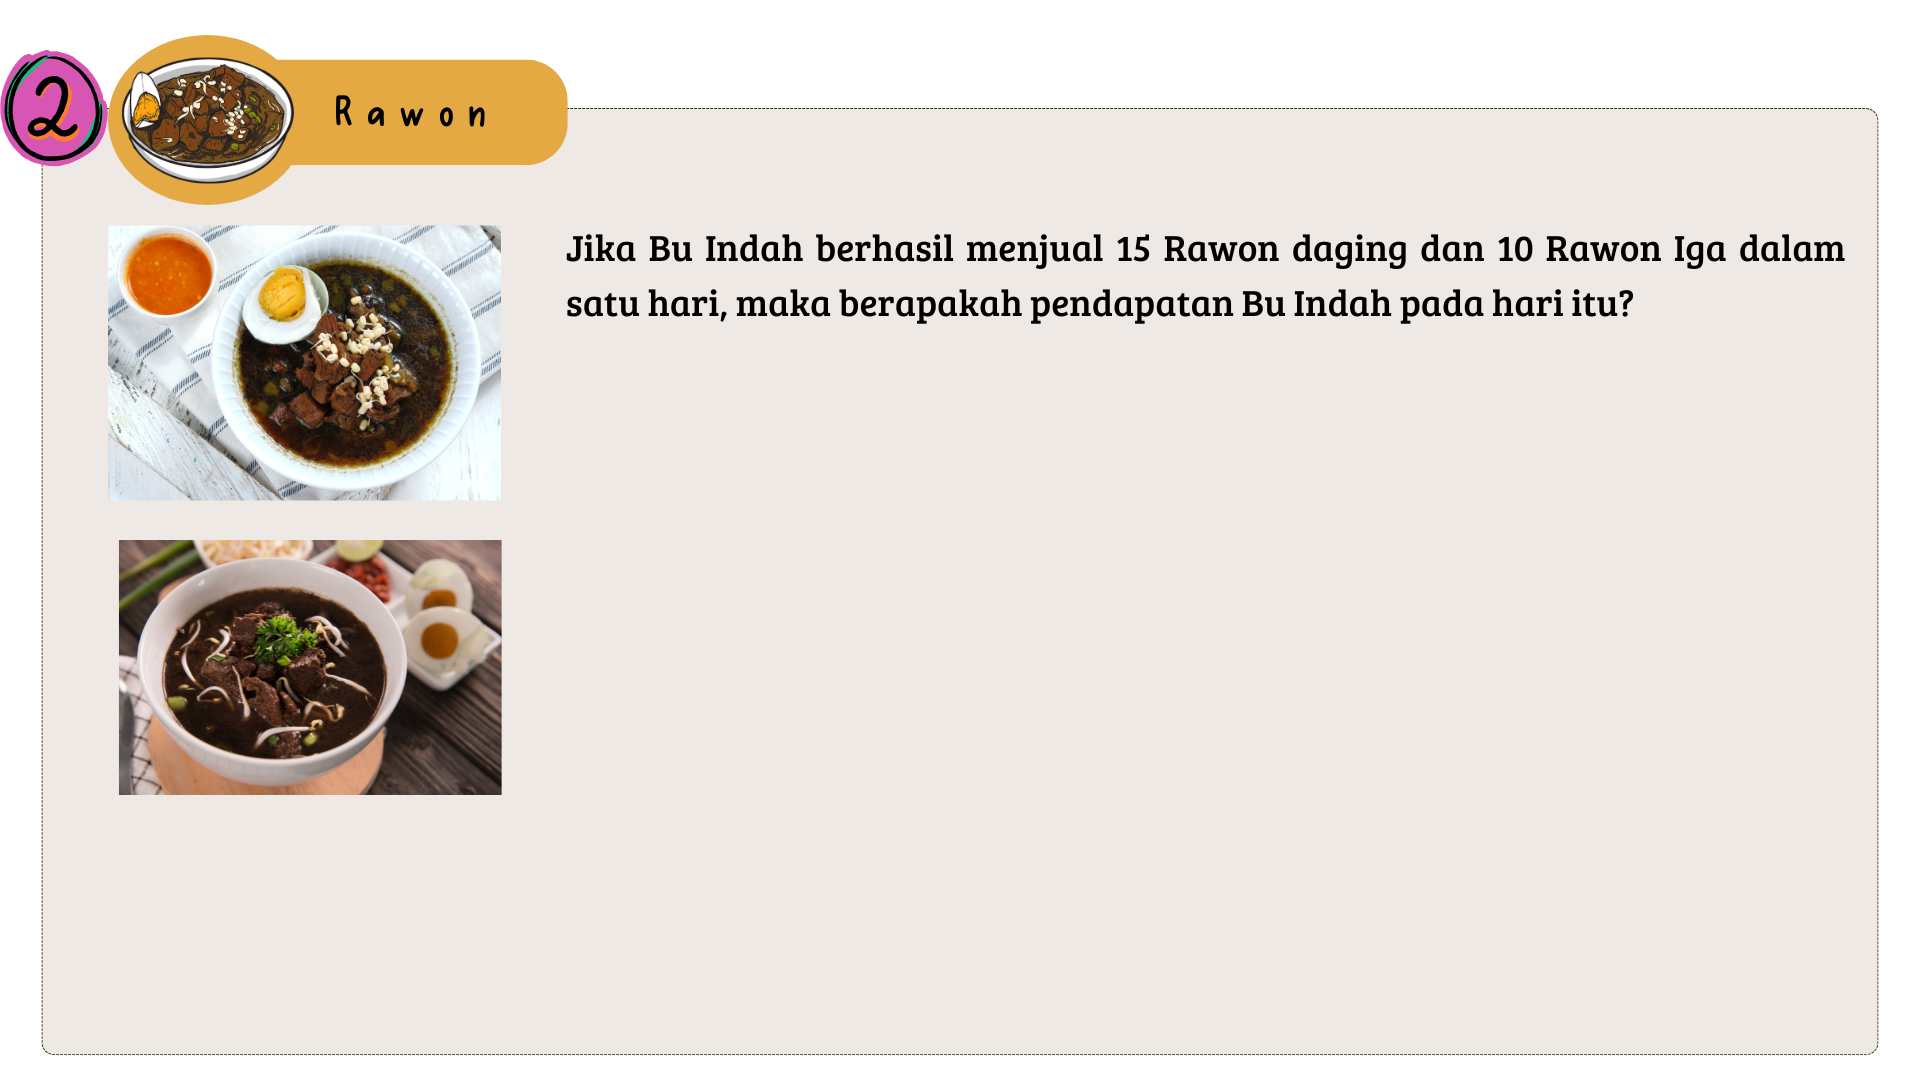 2
Rawon
Jika Bu Indah berhasil menjual 15 Rawon daging dan 10 Rawon Iga dalam
satu hari, maka berapakah pendapatan Bu Indah pada hari itu?